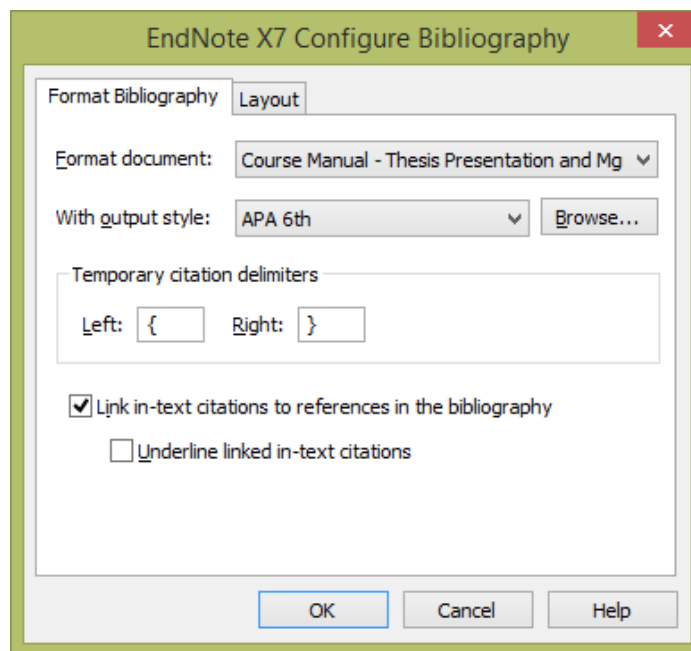 EndNote X7 Configure Bibliography
Format Bibliography Layout
Format document: Course Manual - Thesis Presentation and Mg
With output style: APA 6th Browse...
Temporary citation delimiters
Left: { Right: }
Link in-text citations to references in the bibliography
Underline linked in-text citations
OK Cancel Help